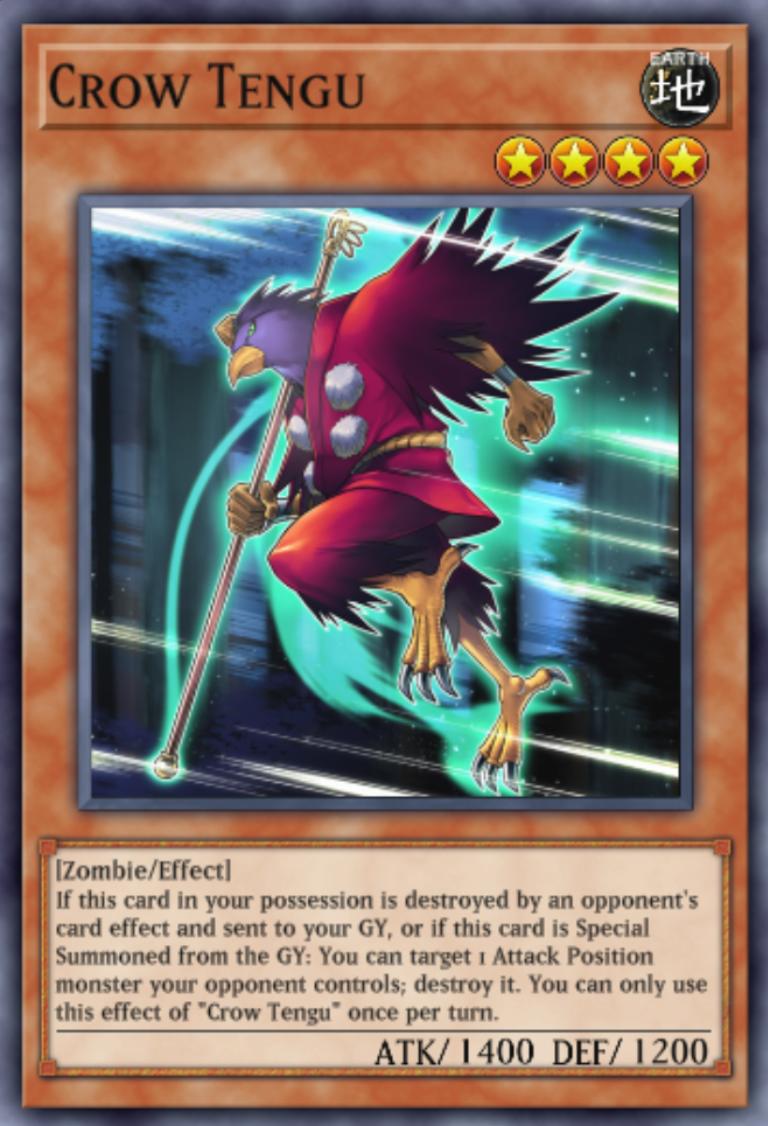 Crow Tengu
EARTH
地
[Zombie/Effect]
If this card in your possession is destroyed by an opponent's
card effect and sent to your GY, or if this card is Special
Summoned from the GY: You can target 1 Attack Position
monster your opponent controls; destroy it. You can only use
this effect of "Crow Tengu" once per turn.
ATK/ 1400 DEF/ 1200